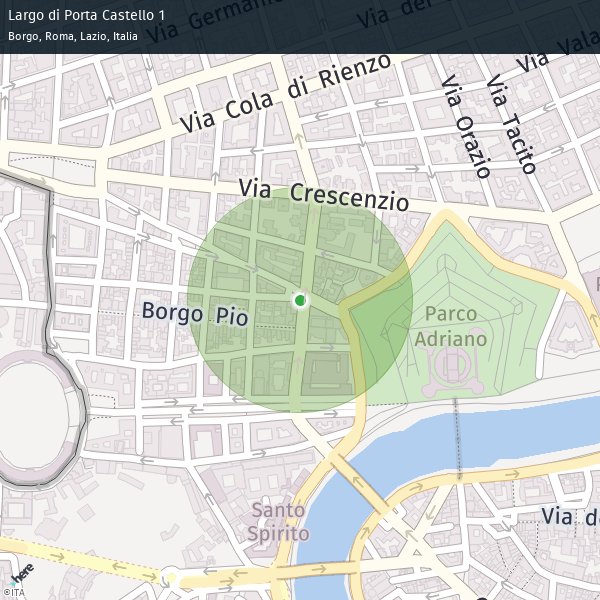 Largo di Porta Castello 1
Borgo, Roma, Lazio, Italia
Via Germanico
Via dei
Via Vala
Via Cola di Rienzo
Via Orazio
Via Tacito
Via Crescenzio
Borgo Pio
Parco
Adriano
Santo
Spirito
Via da
here
©ITA